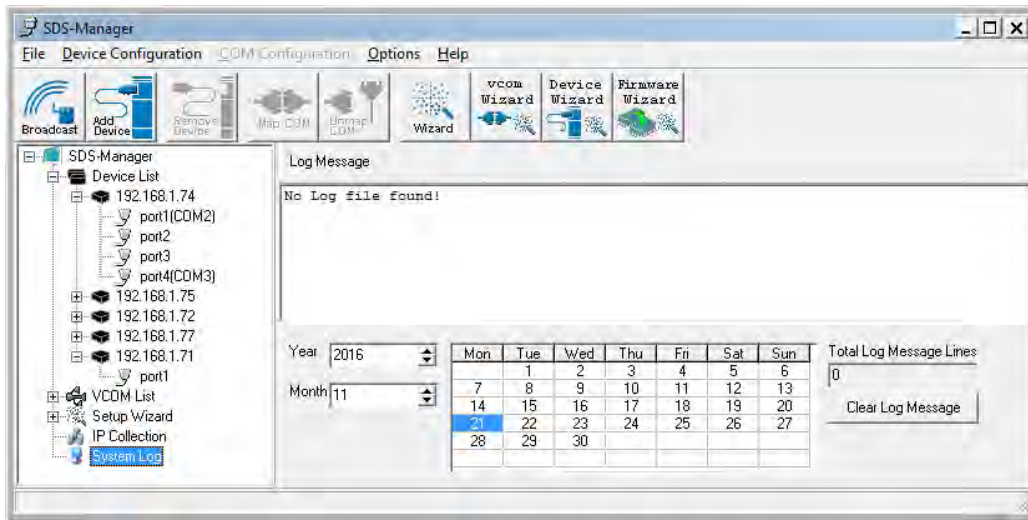 SDS-Manager
File Device Configuration COM Configuration Options Help
Broadcast
Add Device
Remove Device
Map COM
Unmap COM
Wizard
vcom Wizard
Device Wizard
Firmware Wizard
SDS-Manager
Device List
192.168.1.74
port1(COM2)
port2
port3
port4(COM3)
192.168.1.75
192.168.1.72
192.168.1.77
192.168.1.71
port1
VCOM List
Setup Wizard
IP Collection
System Log
Log Message
No Log file found!
Year 2016
Month 11
Mon Tue Wed Thu Fri Sat Sun
1 2 3 4 5 6
7 8 9 10 11 12 13
14 15 16 17 18 19 20
21 22 23 24 25 26 27
28 29 30
Total Log Message Lines
0
Clear Log Message